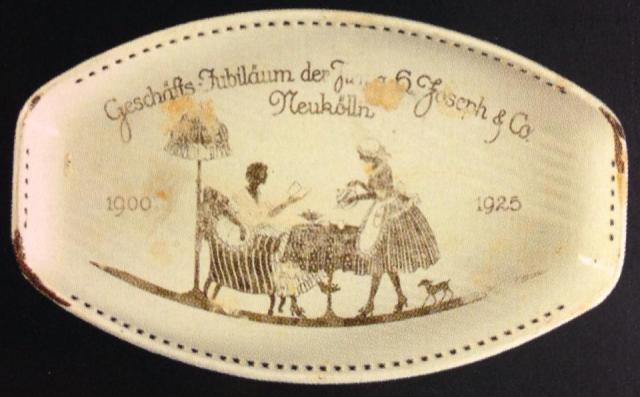 Geschäfts-Jubiläum der H. Joseph & Co.
Neukölln
1900
1925